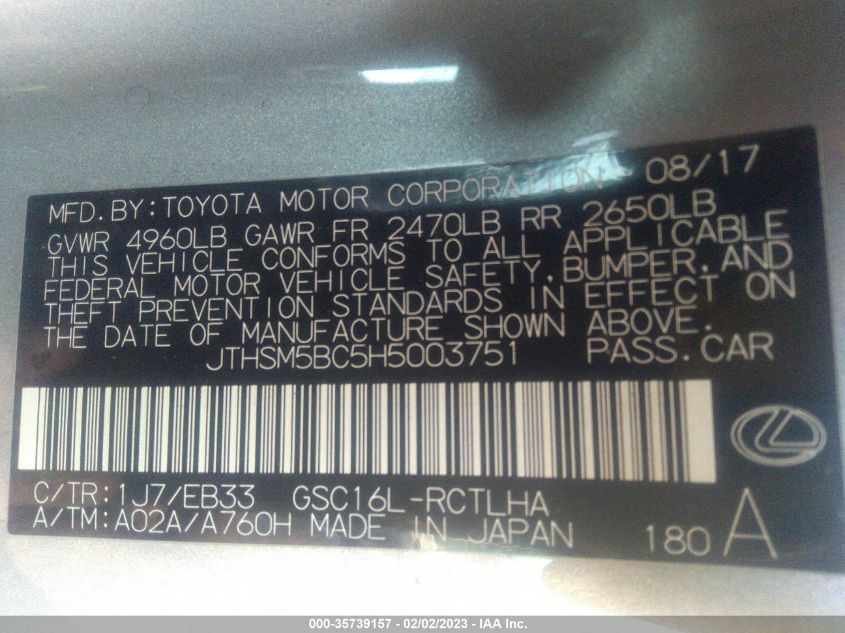 MFD.BY:TOYOTA MOTOR CORPORATION 08/17
GVWR 4960LB GAWR FR 2470LB RR 2650LB
THIS VEHICLE CONFORMS TO ALL APPLICABLE
FEDERAL MOTOR VEHICLE SAFETY,BUMPER,AND
THEFT PREVENTION STANDARDS IN EFFECT ON
THE DATE OF MANUFACTURE SHOWN ABOVE.
JTHSM5BC5H5003751 PASS.CAR
C/TR:1J7/EB33 GSC16L-RCTLHA
A/TM:A02A/A760H MADE IN JAPAN 180 A
000-35739157 - 02/02/2023 - IAA Inc.